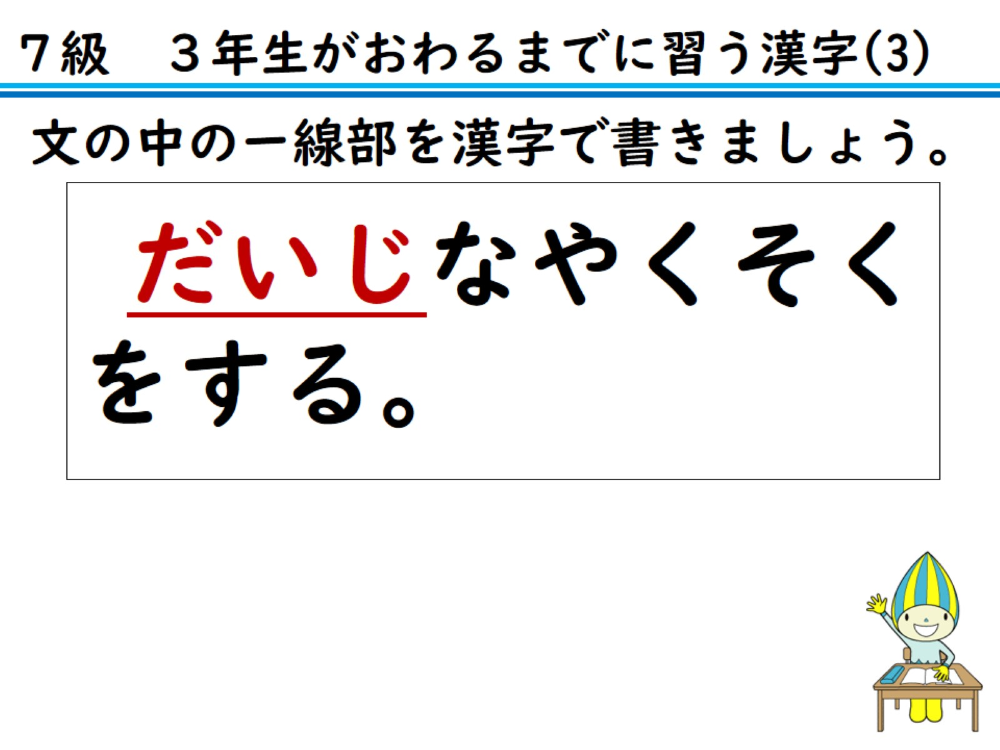 ７級　３年生がおわるまでに習う漢字(3)
文の中の一線部を漢字で書きましょう。
だいじなやくそく
をする。